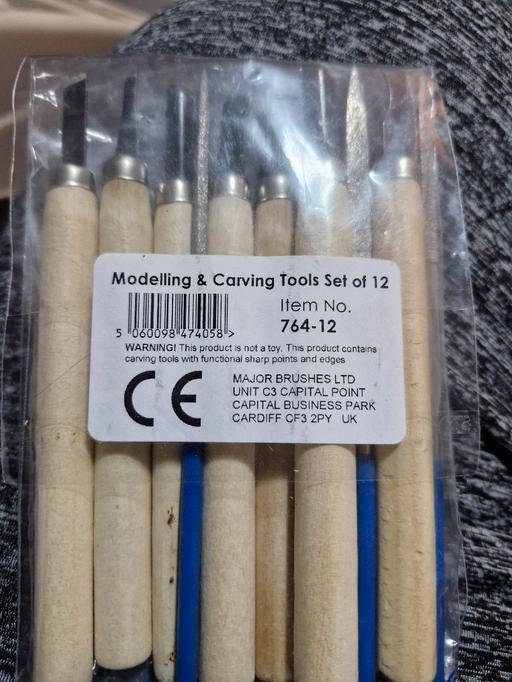 Modelling & Carving Tools Set of 12
Item No.
764-12
5 060098 474058 >
WARNING! This product is not a toy. This product contains
carving tools with functional sharp points and edges
CE
MAJOR BRUSHES LTD
UNIT C3 CAPITAL POINT
CAPITAL BUSINESS PARK
CARDIFF CF3 2PY UK